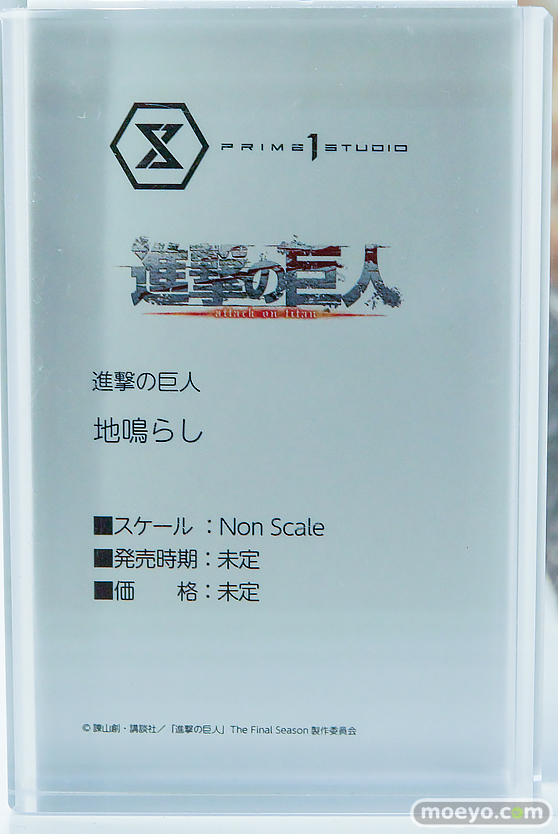 PRIME 1 STUDIO
進撃の巨人
attack on titan
進撃の巨人
地鳴らし
■スケール ：Non Scale
■発売時期：未定
■価　　格：未定
© 諫山創・講談社／「進撃の巨人」The Final Season 製作委員会
moeyo.com